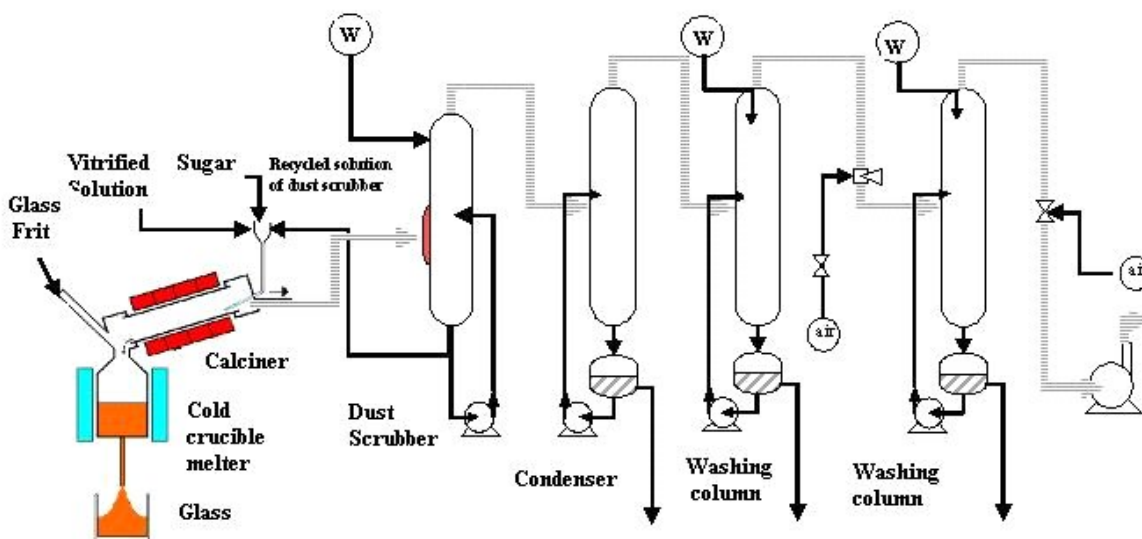 W
W
W
Vitrified
Solution
Sugar
Recycled solution
of dust scrubber
Glass
Frit
air
air
Calciner
Cold
crucible
melter
Dust
Scrubber
Condenser
Washing
column
Washing
column
Glass